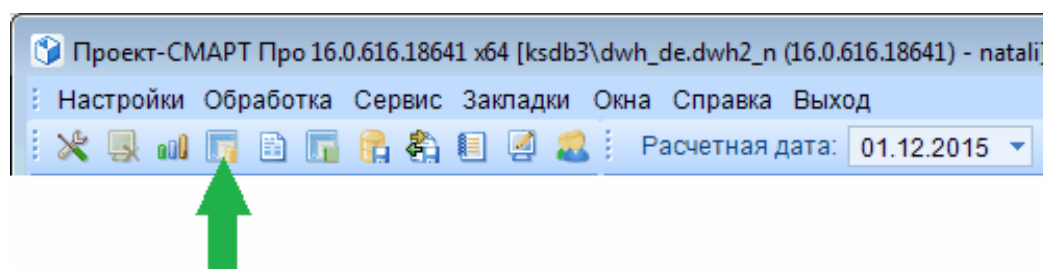 Проект-СМАРТ Про 16.0.616.18641 x64 [ksdb3\dwh_de.dwh2_n (16.0.616.18641) - natali]
Настройки Обработка Сервис Закладки Окна Справка Выход
Расчетная дата: 01.12.2015